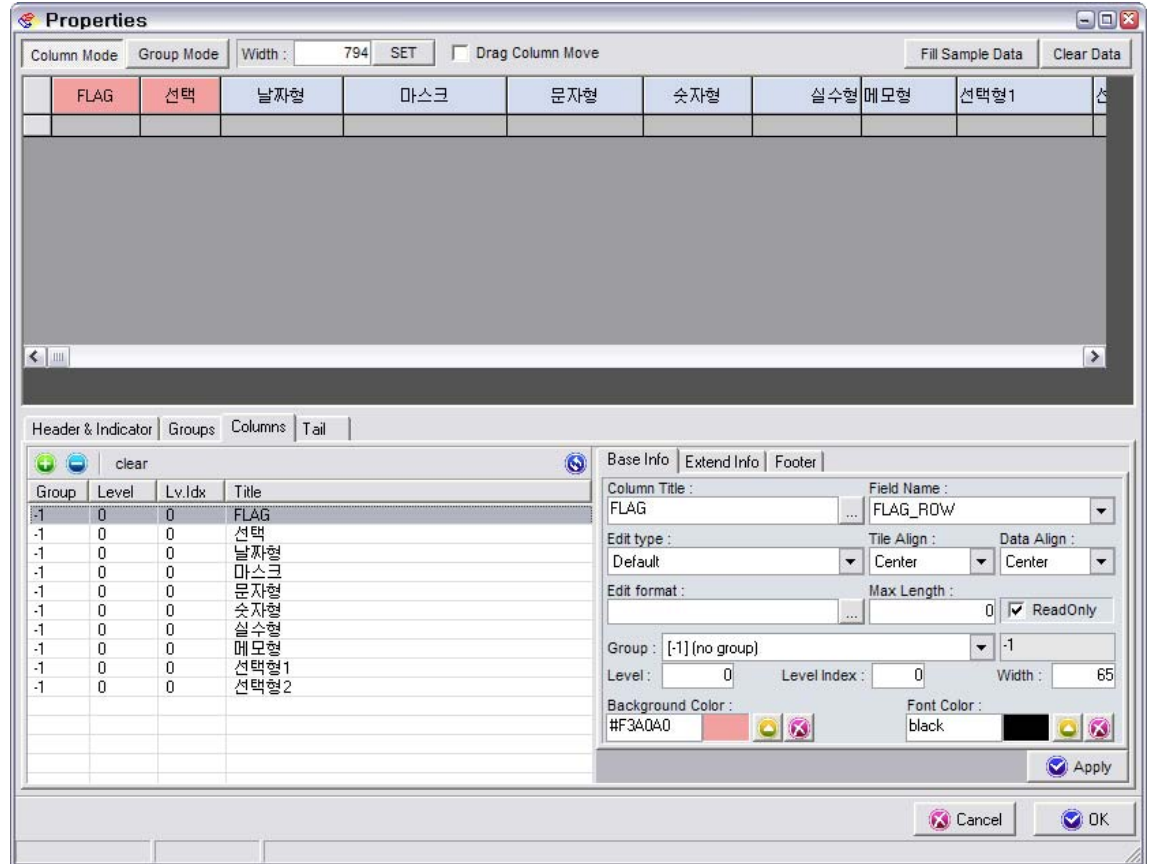 Properties
Column Mode Group Mode Width : 794 SET Drag Column Move Fill Sample Data Clear Data
FLAG 선택 날짜형 마스크 문자형 숫자형 실수형 메모형 선택형1
Header & Indicator Groups Columns Tail
clear
Group Level Lv.Idx Title
-1 0 0 FLAG
-1 0 0 선택
-1 0 0 날짜형
-1 0 0 마스크
-1 0 0 문자형
-1 0 0 숫자형
-1 0 0 실수형
-1 0 0 메모형
-1 0 0 선택형1
-1 0 0 선택형2
Base Info Extend Info Footer
Column Title : Field Name :
FLAG ... FLAG_ROW
Edit type : Tile Align : Data Align :
Default Center Center
Edit format : Max Length :
... 0 ReadOnly
Group : [-1] (no group) -1
Level : 0 Level Index : 0 Width : 65
Background Color : Font Color :
#F3A0A0 black
Apply
Cancel OK